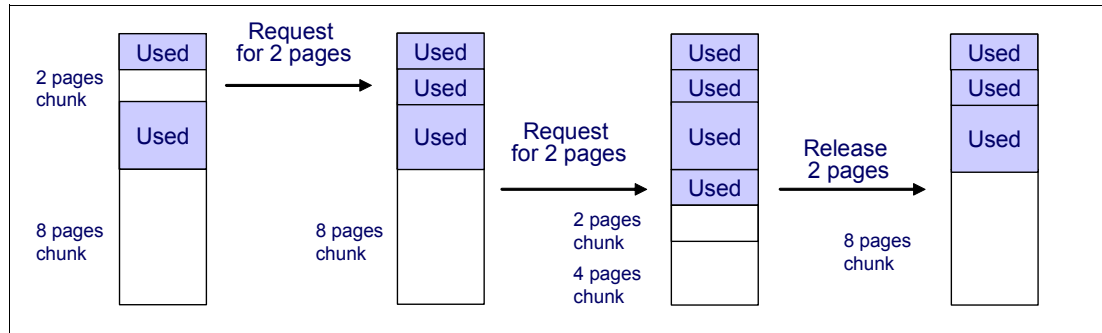 Used
2 pages
chunk
Used
8 pages
chunk
Request
for 2 pages
Used
Used
Used
8 pages
chunk
Request
for 2 pages
Used
Used
Used
Used
2 pages
chunk
4 pages
chunk
Release
2 pages
Used
Used
Used
8 pages
chunk